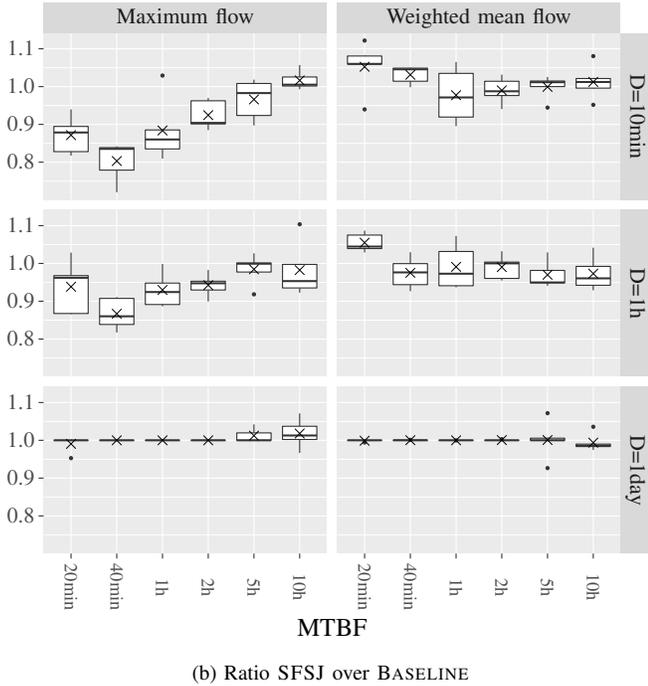 Maximum flow
Weighted mean flow
1.1
1.0
0.9
0.8
D=10min
1.1
1.0
0.9
0.8
D=1h
1.1
1.0
0.9
0.8
D=1day
20min
40min
1h
2h
5h
10h
20min
40min
1h
2h
5h
10h
MTBF
(b) Ratio SFSJ over BASELINE